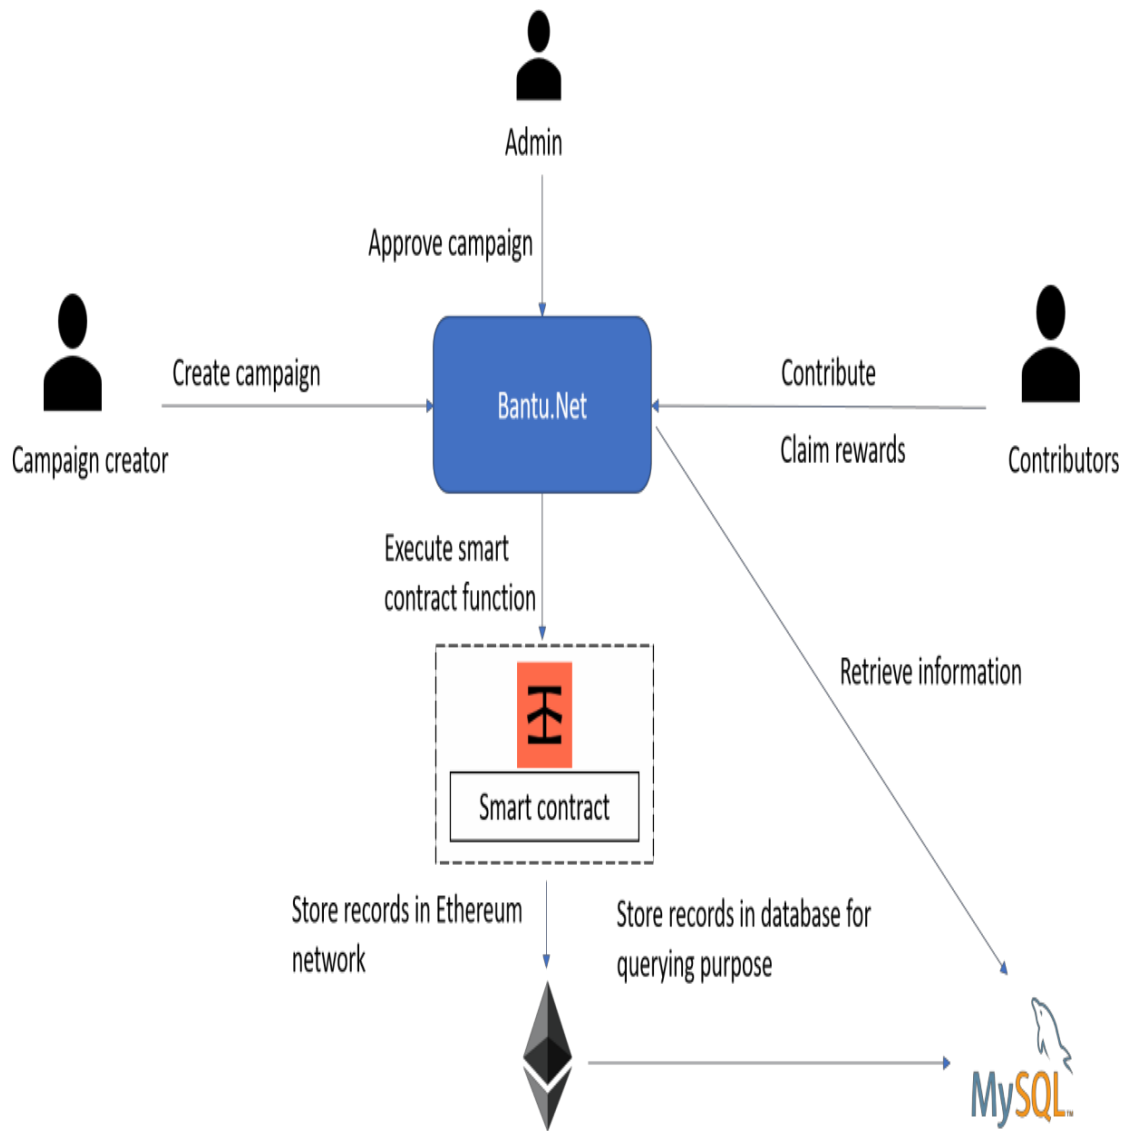 Admin
Approve campaign
Create campaign
Contribute
Bantu.Net
Claim rewards
Campaign creator
Contributors
Execute smart
contract function
Retrieve information
Smart contract
Store records in Ethereum
network
Store records in database for
querying purpose
MySQL™